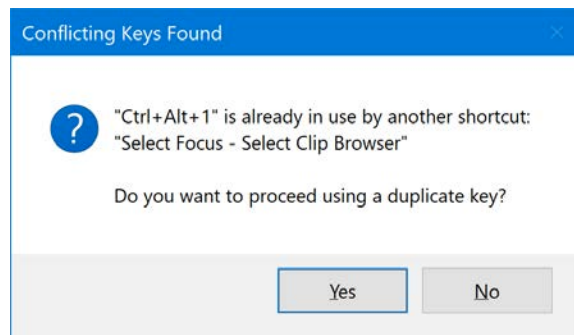 Conflicting Keys Found
"Ctrl+Alt+1" is already in use by another shortcut:
"Select Focus - Select Clip Browser"
Do you want to proceed using a duplicate key?
Yes
No